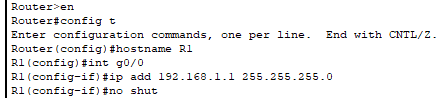 Router>en
Router#config t
Enter configuration commands, one per line.  End with CNTL/Z.
Router(config)#hostname R1
R1(config)#int g0/0
R1(config-if)#ip add 192.168.1.1 255.255.255.0
R1(config-if)#no shut